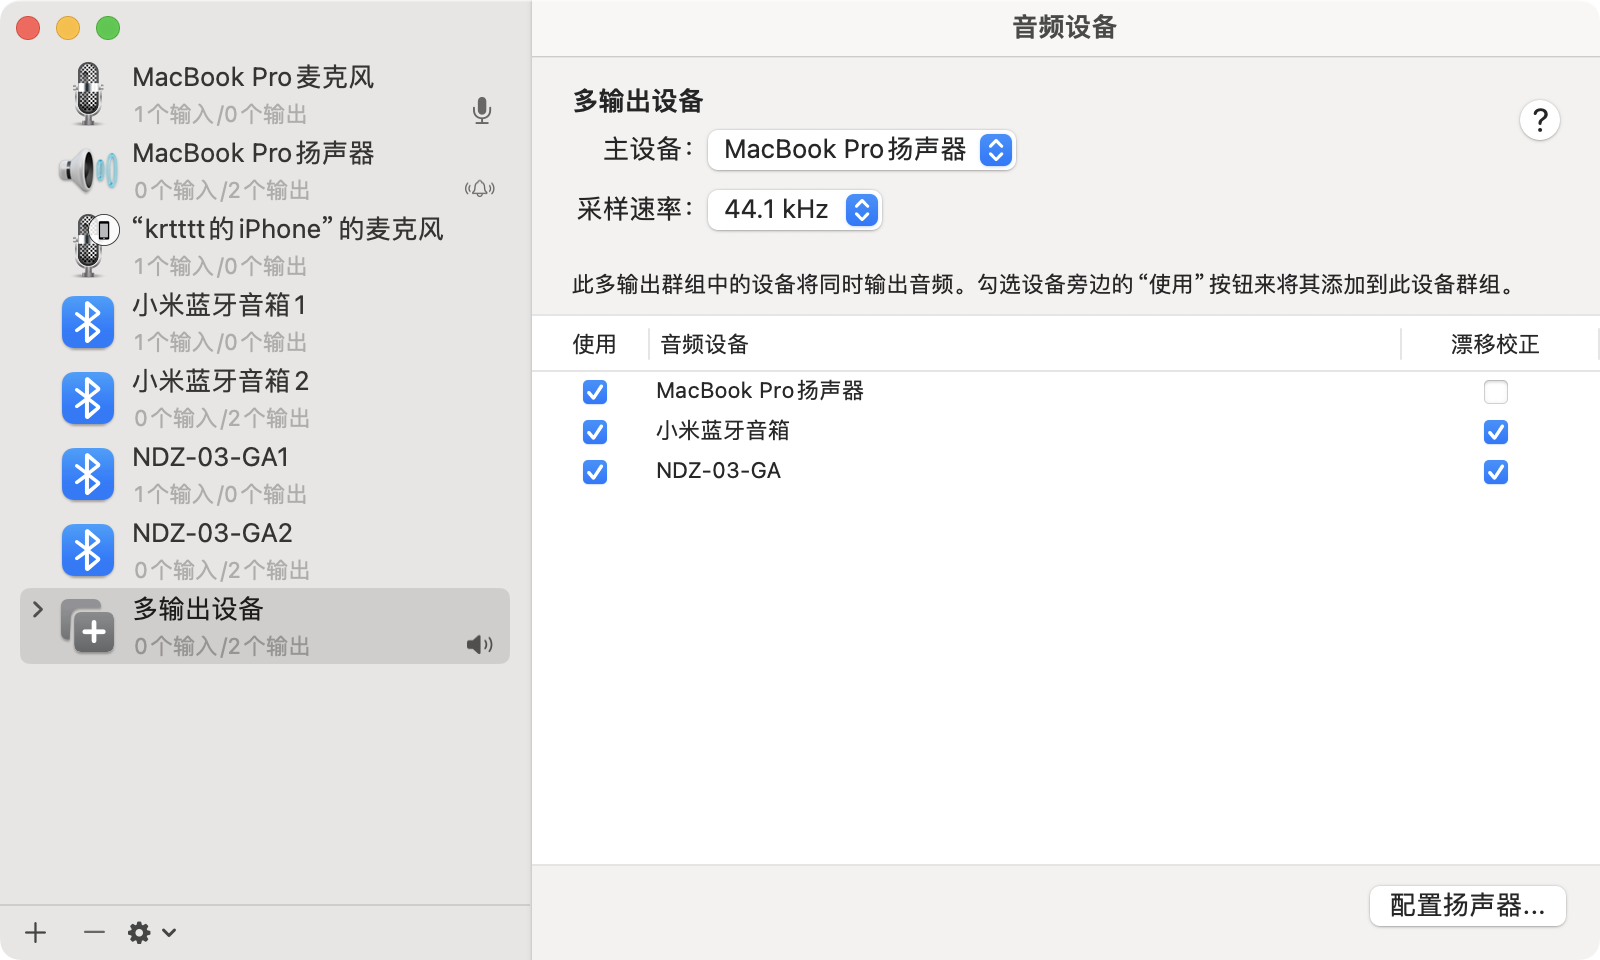 MacBook Pro麦克风
1个输入/0个输出
MacBook Pro扬声器
0个输入/2个输出
“krtttt的iPhone”的麦克风
1个输入/0个输出
小米蓝牙音箱1
1个输入/0个输出
小米蓝牙音箱2
0个输入/2个输出
NDZ-03-GA1
1个输入/0个输出
NDZ-03-GA2
0个输入/2个输出
多输出设备
0个输入/2个输出
音频设备
多输出设备
?
主设备： MacBook Pro扬声器
采样速率： 44.1 kHz
此多输出群组中的设备将同时输出音频。勾选设备旁边的“使用”按钮来将其添加到此设备群组。
使用 音频设备 漂移校正
MacBook Pro扬声器
小米蓝牙音箱
NDZ-03-GA
配置扬声器...